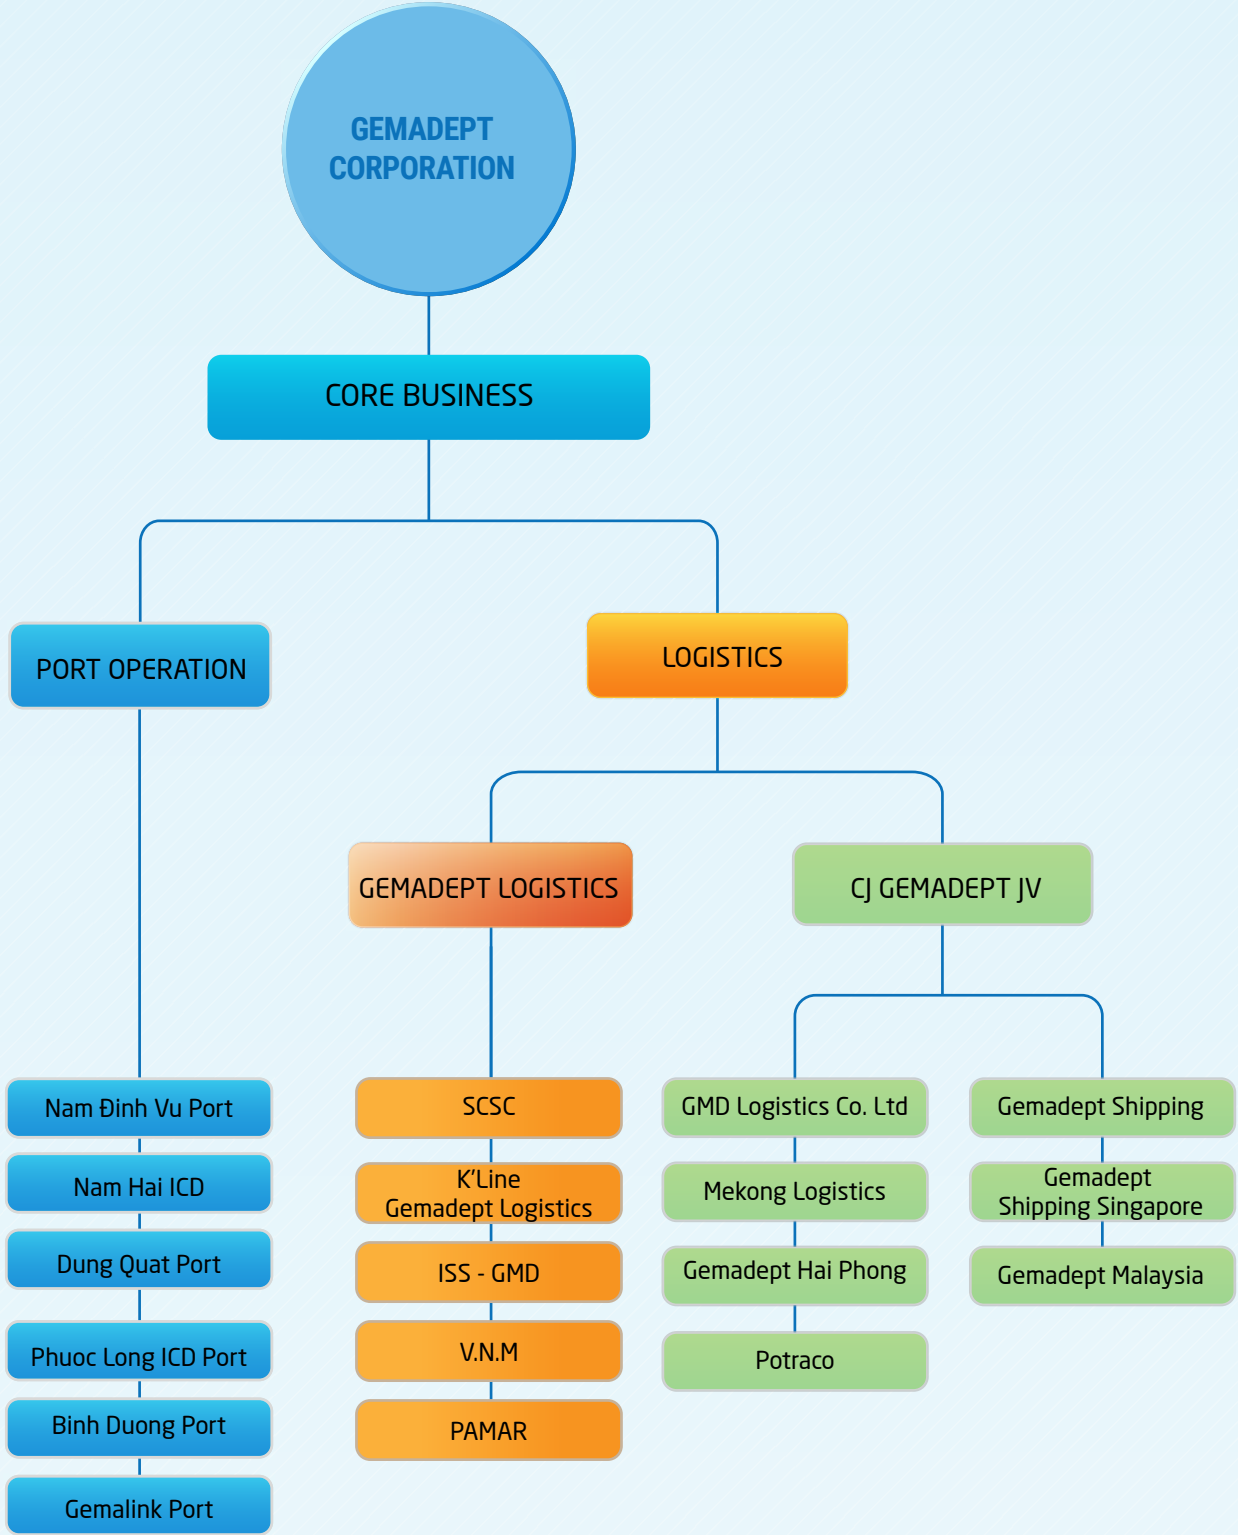 GEMADEPT
CORPORATION
CORE BUSINESS
PORT OPERATION
LOGISTICS
GEMADEPT LOGISTICS
CJ GEMADEPT JV
Nam Đinh Vu Port
Nam Hai ICD
Dung Quat Port
Phuoc Long ICD Port
Binh Duong Port
Gemalink Port
SCSC
K'Line
Gemadept Logistics
ISS - GMD
V.N.M
PAMAR
GMD Logistics Co. Ltd
Mekong Logistics
Gemadept Hai Phong
Potraco
Gemadept Shipping
Gemadept
Shipping Singapore
Gemadept Malaysia